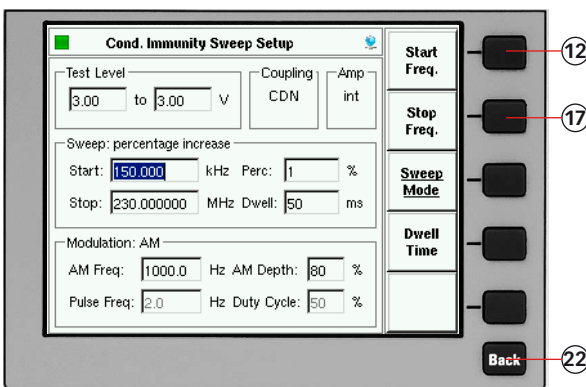 Cond. Immunity Sweep Setup
Test Level
3.00 to 3.00 V
Coupling
CDN
Amp
int
Sweep: percentage increase
Start: 150.000 kHz Perc: 1 %
Stop: 230.000000 MHz Dwell: 50 ms
Modulation: AM
AM Freq: 1000.0 Hz AM Depth: 80 %
Pulse Freq: 2.0 Hz Duty Cycle: 50 %
Start
Freq.
Stop
Freq.
Sweep
Mode
Dwell
Time
Back
12
17
22